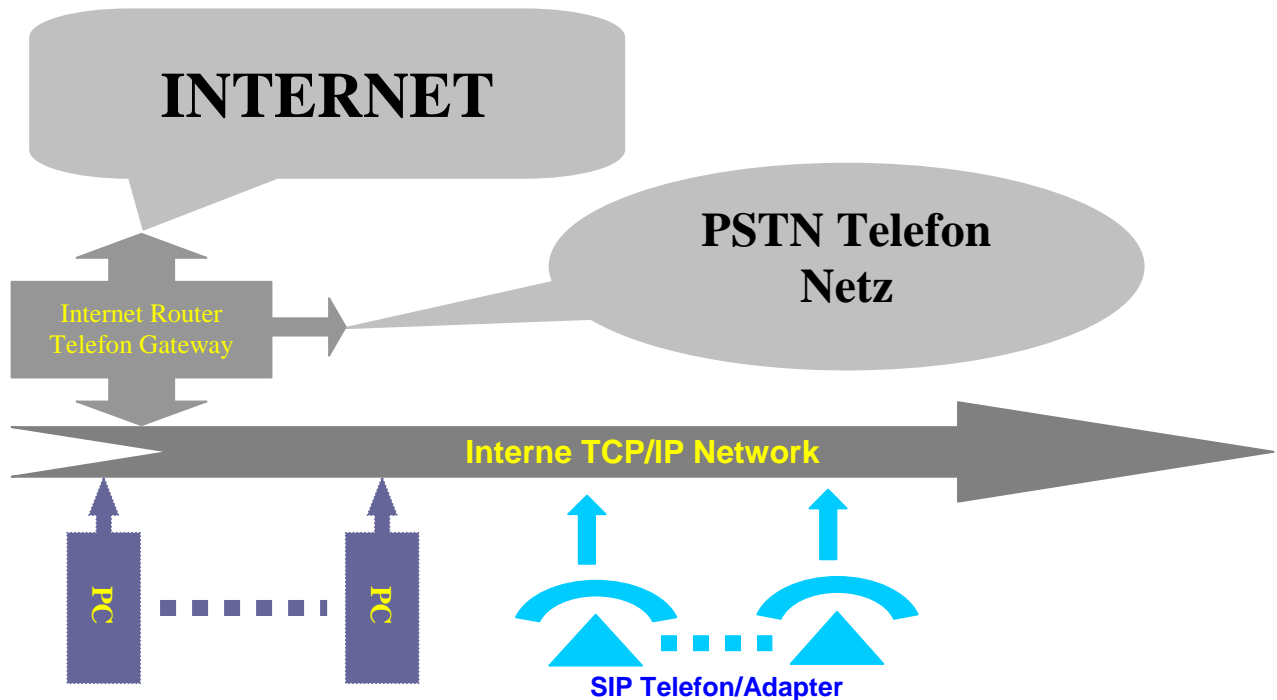 INTERNET
PSTN Telefon
Netz
Internet Router
Telefon Gateway
Interne TCP/IP Network
PC
PC
SIP Telefon/Adapter